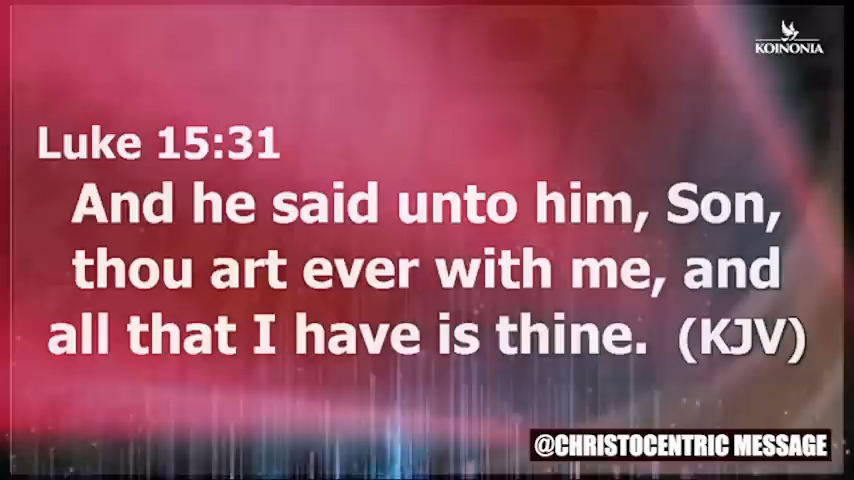 KOINONIA
Luke 15:31
And he said unto him, Son,
thou art ever with me, and
all that I have is thine. (KJV)
@CHRISTOCENTRIC MESSAGE